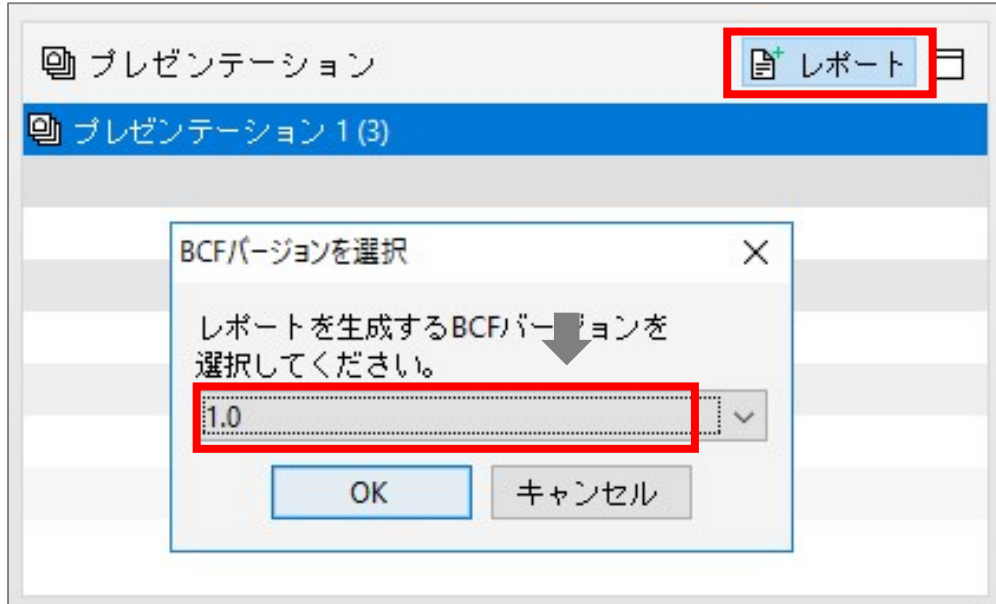 プレゼンテーション
レポート
プレゼンテーション 1 (3)
BCFバージョンを選択
レポートを生成するBCFバージョンを
選択してください。
1.0
OK
キャンセル